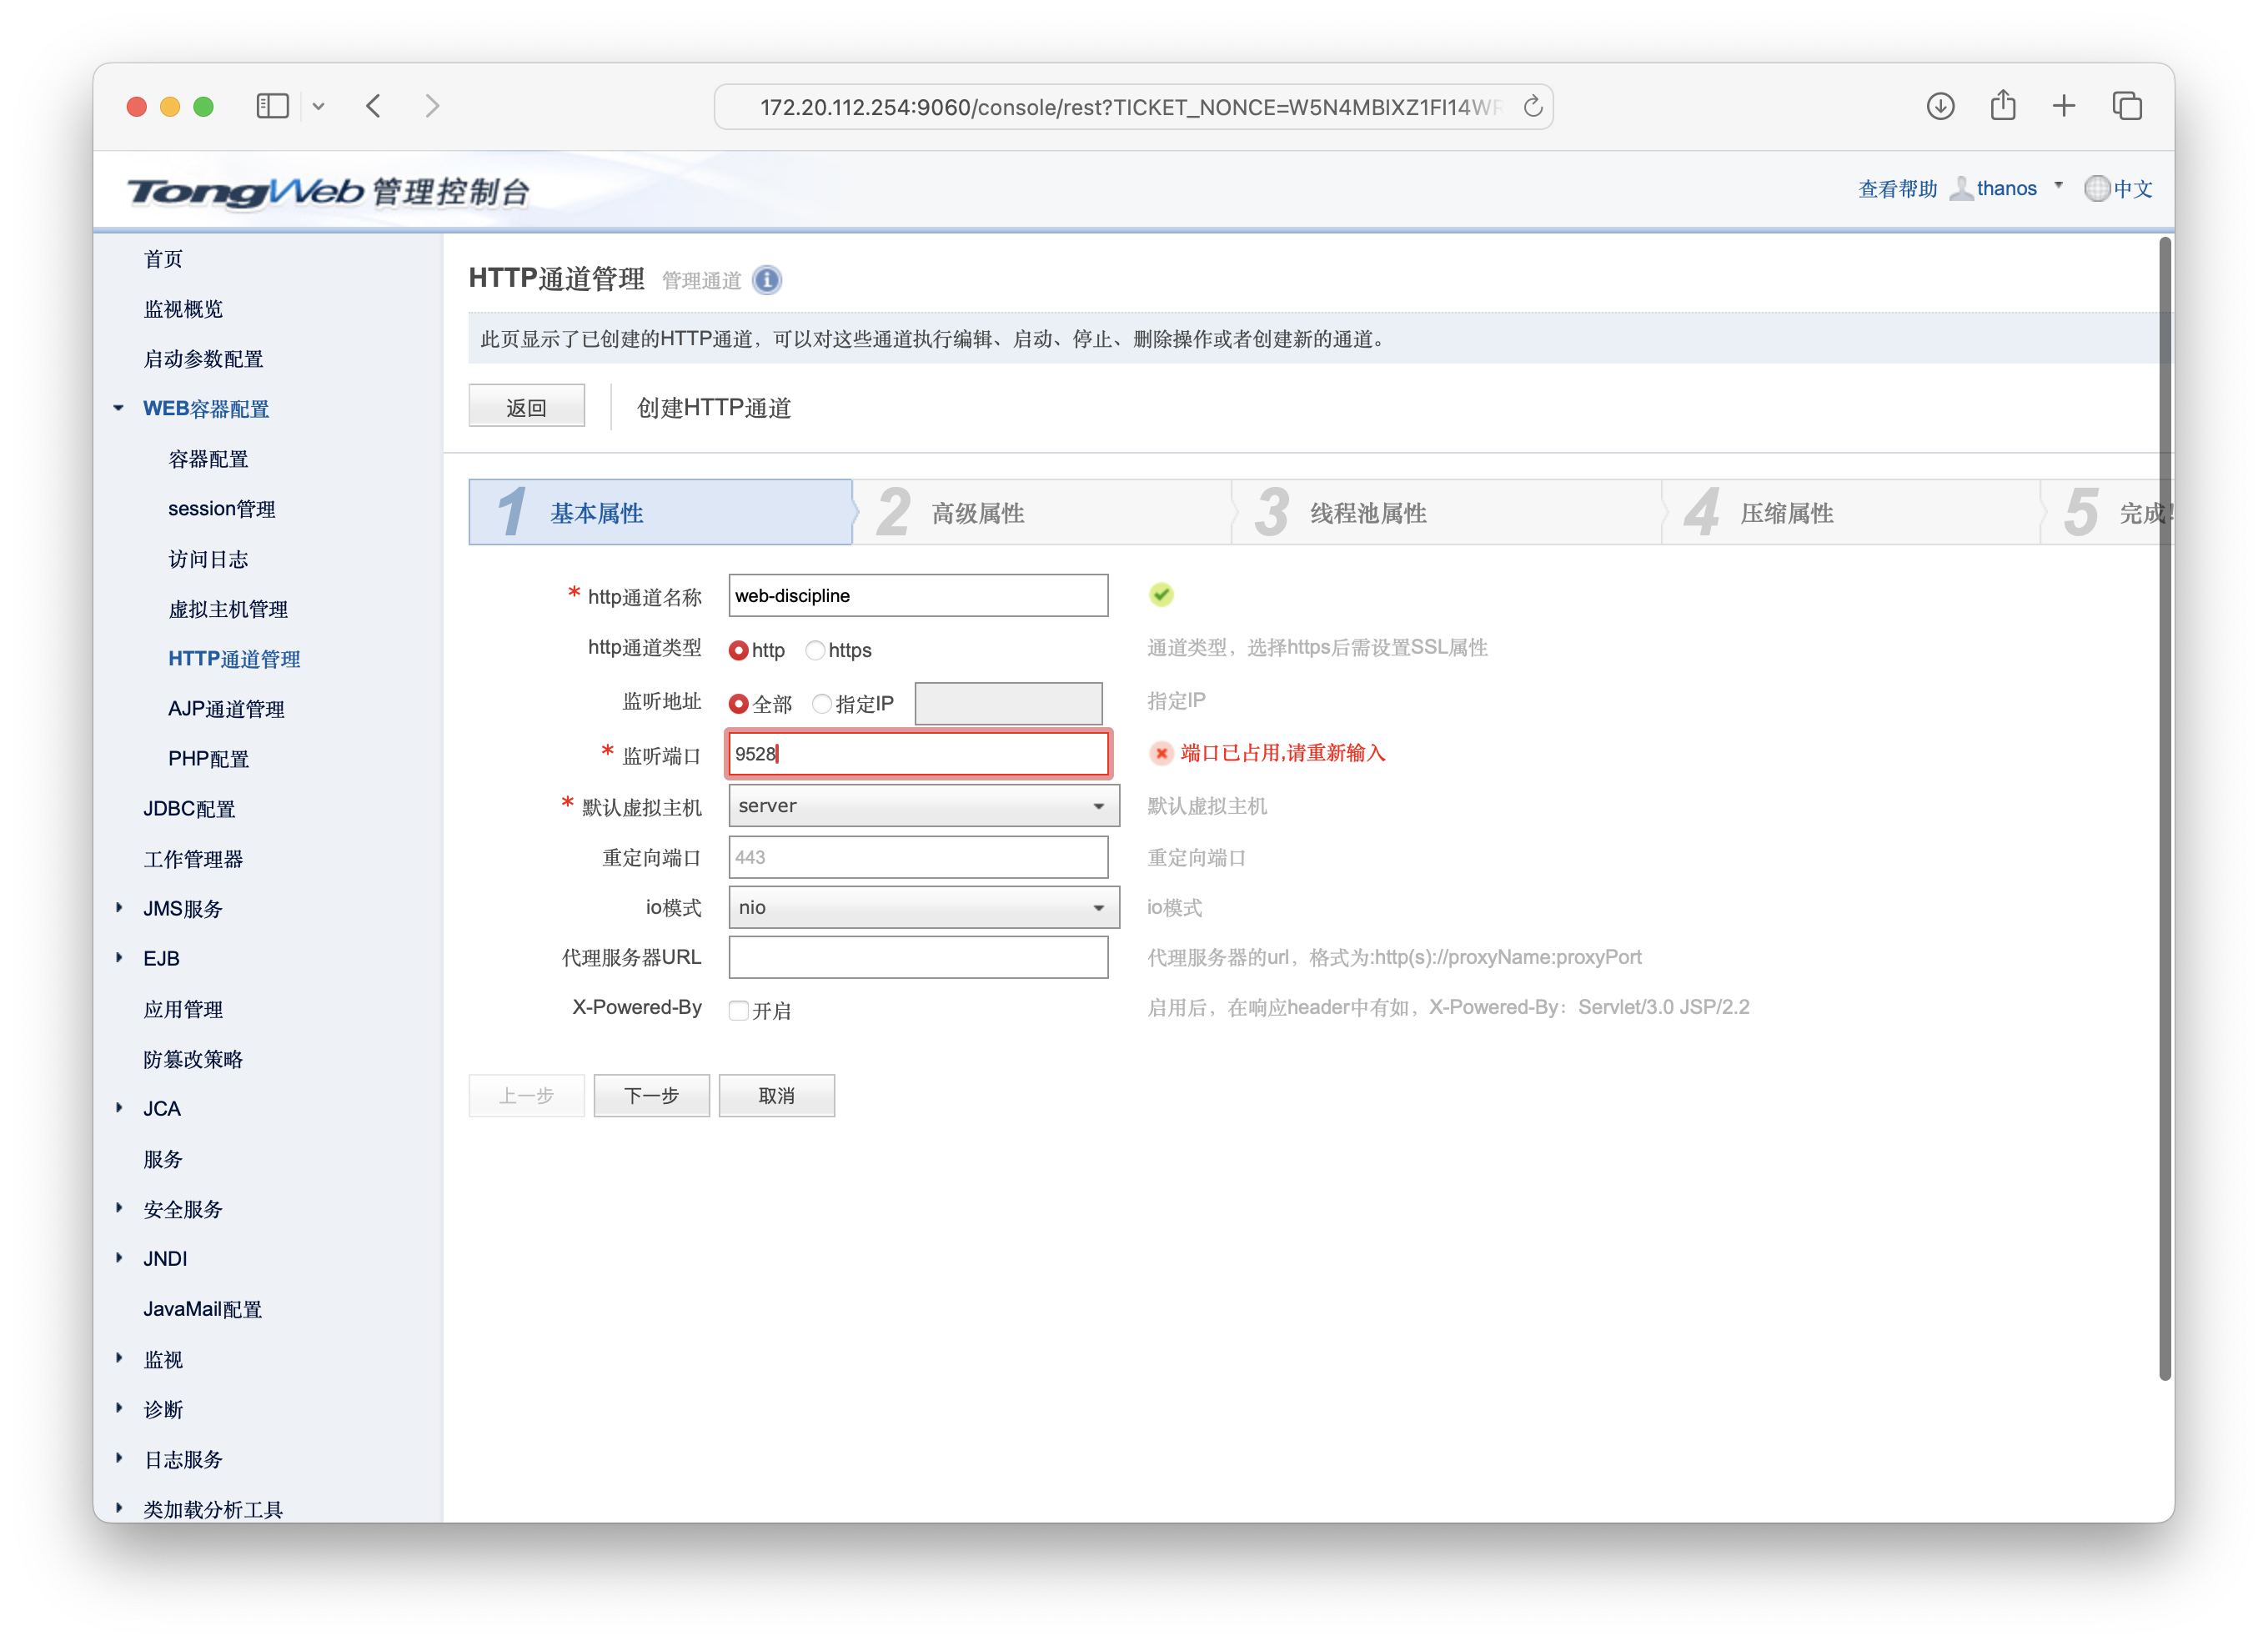 172.20.112.254:9060/console/rest?TICKET_NONCE=W5N4MBIXZ1FI14WR
TongWeb 管理控制台
查看帮助 thanos 中文
首页
监视概览
启动参数配置
WEB容器配置
容器配置
session管理
访问日志
虚拟主机管理
HTTP通道管理
AJP通道管理
PHP配置
JDBC配置
工作管理器
JMS服务
EJB
应用管理
防篡改策略
JCA
服务
安全服务
JNDI
JavaMail配置
监视
诊断
日志服务
类加载分析工具
HTTP通道管理 管理通道
此页显示了已创建的HTTP通道，可以对这些通道执行编辑、启动、停止、删除操作或者创建新的通道。
返回 创建HTTP通道
1 基本属性 2 高级属性 3 线程池属性 4 压缩属性 5 完成!
* http通道名称 web-discipline
http通道类型 http https 通道类型，选择https后需设置SSL属性
监听地址 全部 指定IP 指定IP
* 监听端口 9528 端口已占用,请重新输入
* 默认虚拟主机 server 默认虚拟主机
重定向端口 443 重定向端口
io模式 nio io模式
代理服务器URL 代理服务器的url，格式为:http(s)://proxyName:proxyPort
X-Powered-By 开启 启用后，在响应header中有如，X-Powered-By：Servlet/3.0 JSP/2.2
上一步 下一步 取消